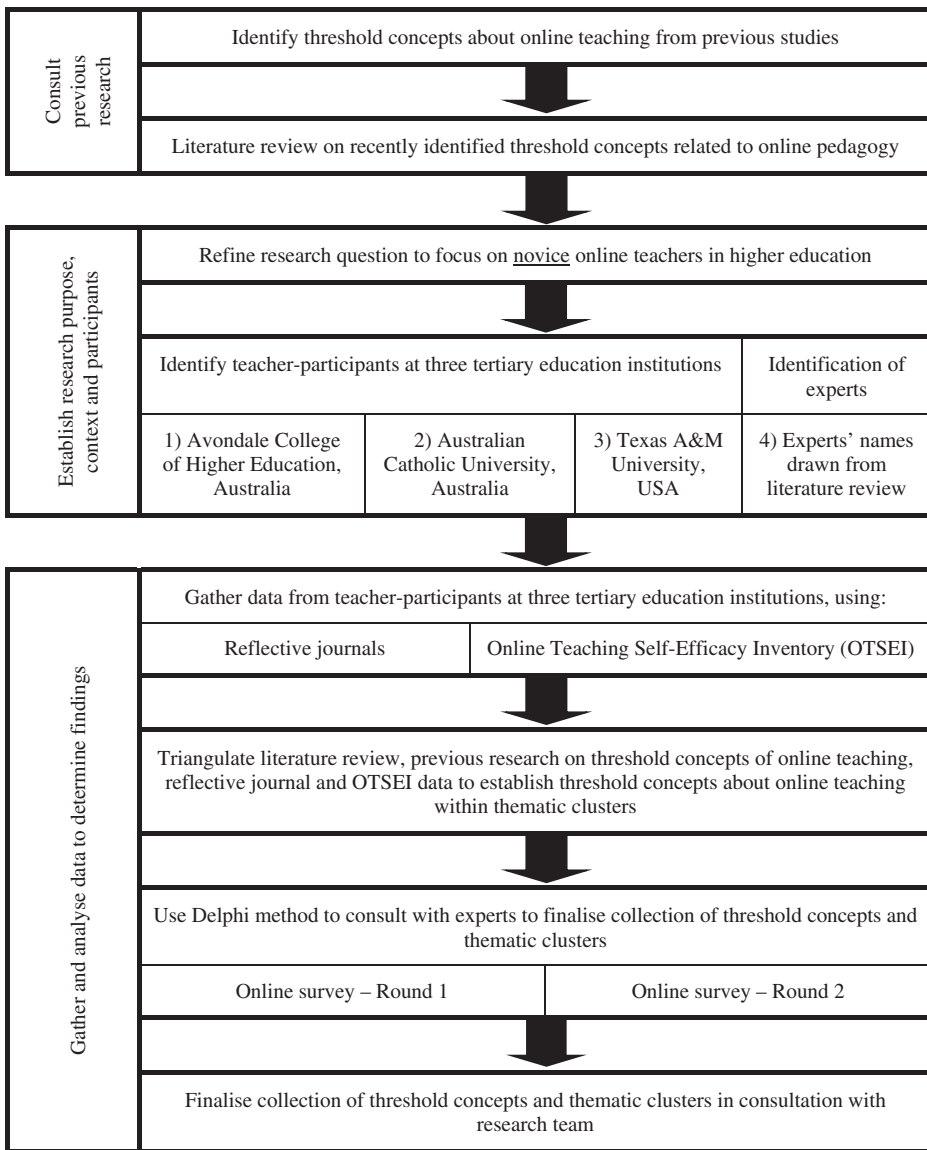 Consult
previous
research
Identify threshold concepts about online teaching from previous studies
Literature review on recently identified threshold concepts related to online pedagogy
Establish research purpose,
context and participants
Refine research question to focus on novice online teachers in higher education
Identify teacher-participants at three tertiary education institutions
Identification of
experts
1) Avondale College
of Higher Education,
Australia
2) Australian
Catholic University,
Australia
3) Texas A&M
University,
USA
4) Experts’ names
drawn from
literature review
Gather and analyse data to determine findings
Gather data from teacher-participants at three tertiary education institutions, using:
Reflective journals
Online Teaching Self-Efficacy Inventory (OTSEI)
Triangulate literature review, previous research on threshold concepts of online teaching,
reflective journal and OTSEI data to establish threshold concepts about online teaching
within thematic clusters
Use Delphi method to consult with experts to finalise collection of threshold concepts and
thematic clusters
Online survey – Round 1
Online survey – Round 2
Finalise collection of threshold concepts and thematic clusters in consultation with
research team